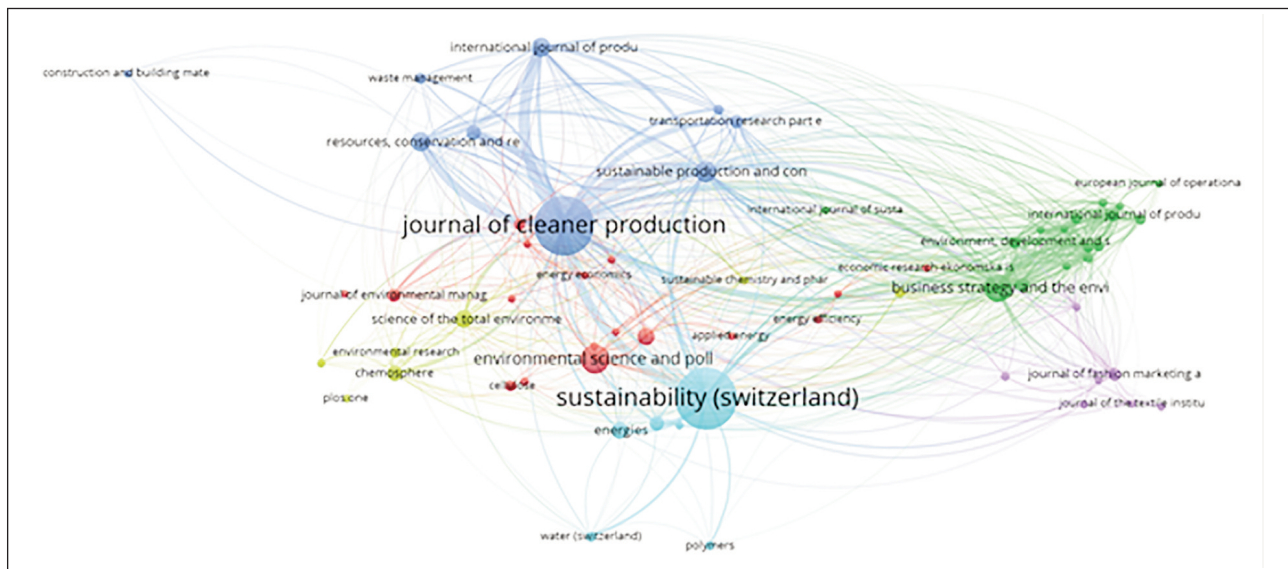 international journal of produ
construction and building mate
waste management
transportation research part e
resources, conservation and re
sustainable production and con
european journal of operationa
international journal of susta
international journal of produ
journal of cleaner production
environment, development and s
energy economics
sustainable chemistry and phar
economic research-ekonomska is
business strategy and the envi
journal of environmental manag
science of the total environme
energy efficiency
applied energy
environmental research
environmental science and poll
chemosphere
journal of fashion marketing a
cellulose
plos one
sustainability (switzerland)
journal of the textile institu
energies
water (switzerland)
polymers